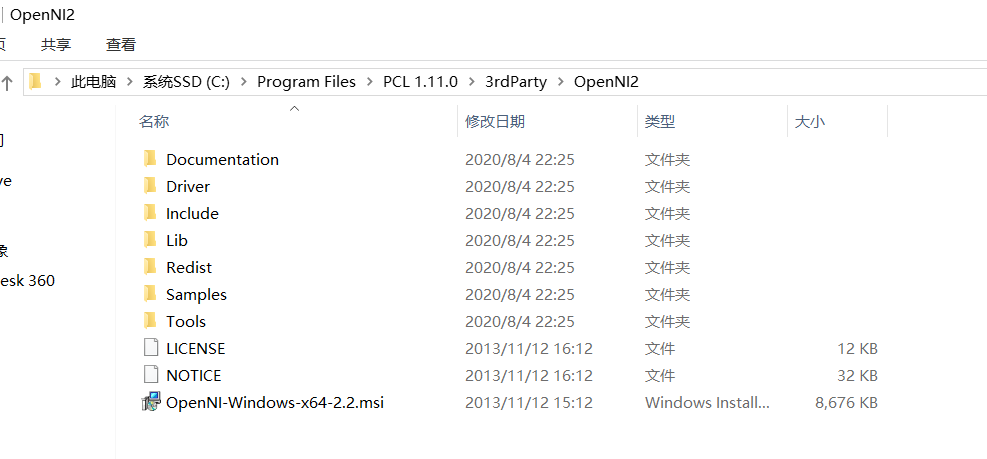 OpenNI2
共享 查看
此电脑 系统SSD (C:) Program Files PCL 1.11.0 3rdParty OpenNI2
名称 修改日期 类型 大小
Documentation 2020/8/4 22:25 文件夹
Driver 2020/8/4 22:25 文件夹
Include 2020/8/4 22:25 文件夹
Lib 2020/8/4 22:25 文件夹
Redist 2020/8/4 22:25 文件夹
Samples 2020/8/4 22:25 文件夹
Tools 2020/8/4 22:25 文件夹
LICENSE 2013/11/12 16:12 文件 12 KB
NOTICE 2013/11/12 16:12 文件 32 KB
OpenNI-Windows-x64-2.2.msi 2013/11/12 15:12 Windows Install... 8,676 KB
ve
象
esk 360